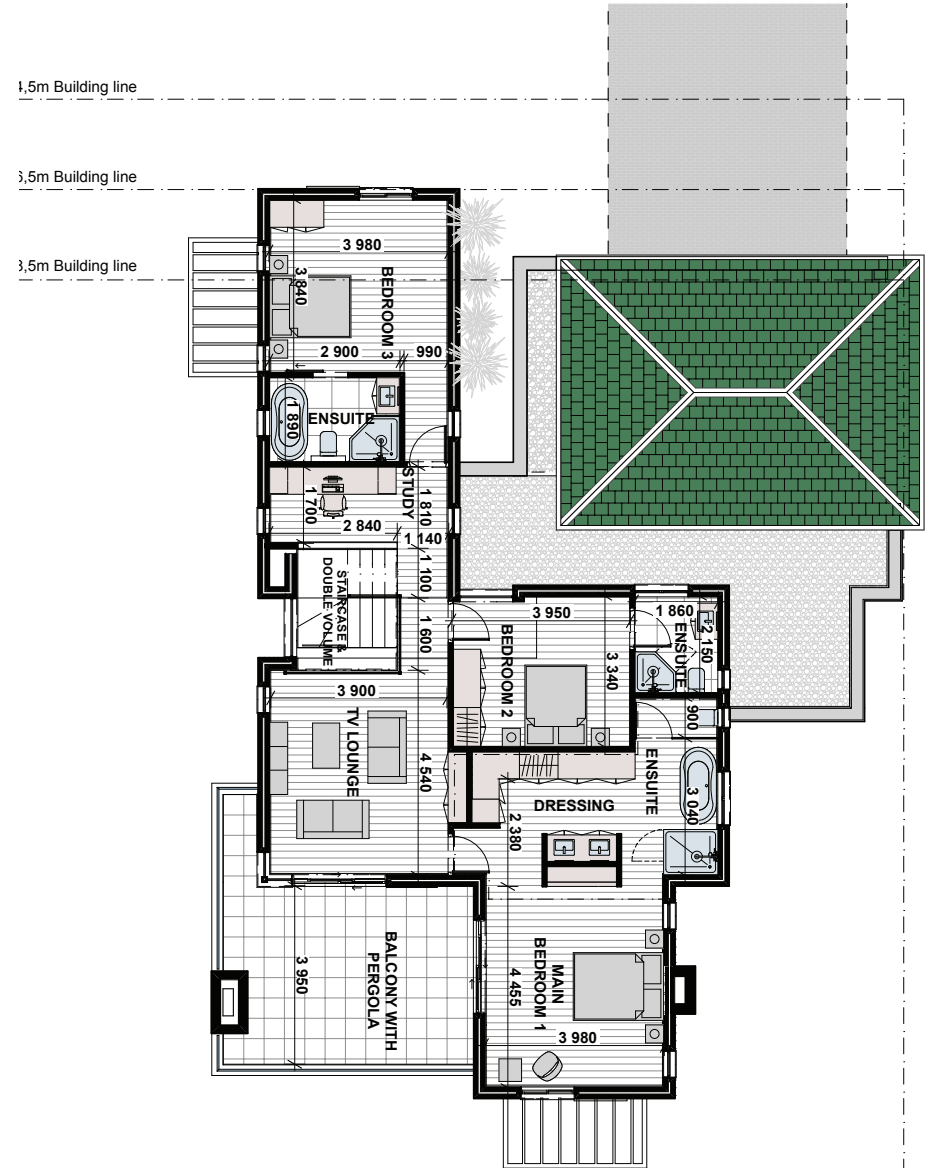 4,5m Building line
6,5m Building line
3,5m Building line
3 980
3 840
BEDROOM 3
2 900
990
1 890
ENSUITE
STUDY
1 700
1 810
2 840
1 140
1 100
STAIRCASE &
DOUBLE VOLUME
1 600
3 950
BEDROOM 2
3 340
1 860
ENSUITE
2 150
900
3 900
TV LOUNGE
4 540
ENSUITE
3 040
DRESSING
2 380
BALCONY WITH
PERGOLA
3 950
MAIN
BEDROOM 1
4 455
3 980